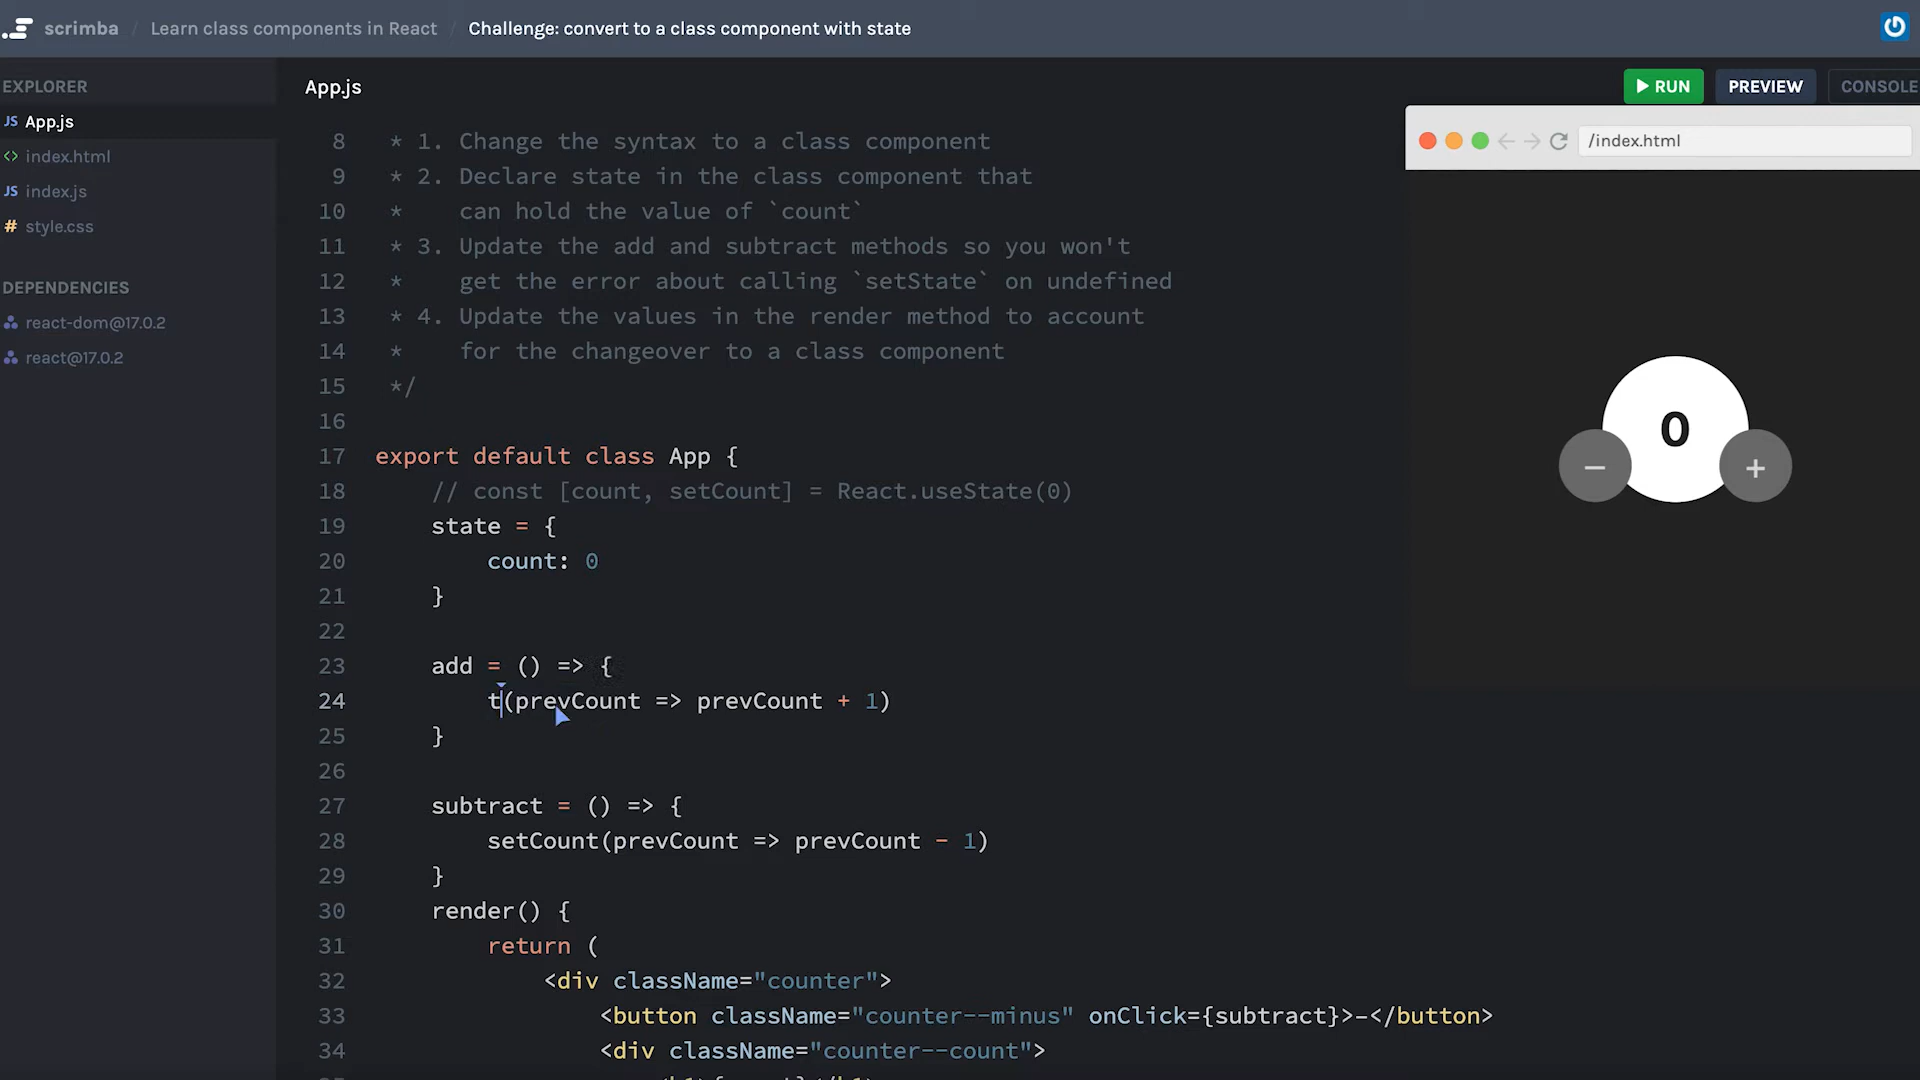 scrimba / Learn class components in React / Challenge: convert to a class component with state
EXPLORER
App.js
index.html
index.js
style.css
DEPENDENCIES
react-dom@17.0.2
react@17.0.2
App.js
RUN
PREVIEW
CONSOLE
8 * 1. Change the syntax to a class component
9 * 2. Declare state in the class component that
10 * can hold the value of `count`
11 * 3. Update the add and subtract methods so you won't
12 * get the error about calling `setState` on undefined
13 * 4. Update the values in the render method to account
14 * for the changeover to a class component
15 */
16
17 export default class App {
18 // const [count, setCount] = React.useState(0)
19 state = {
20 count: 0
21 }
22
23 add = () => {
24 t(prevCount => prevCount + 1)
25 }
26
27 subtract = () => {
28 setCount(prevCount => prevCount - 1)
29 }
30 render() {
31 return (
32 <div className="counter">
33 <button className="counter--minus" onClick={subtract}>–</button>
34 <div className="counter--count">
/index.html
0
–
+